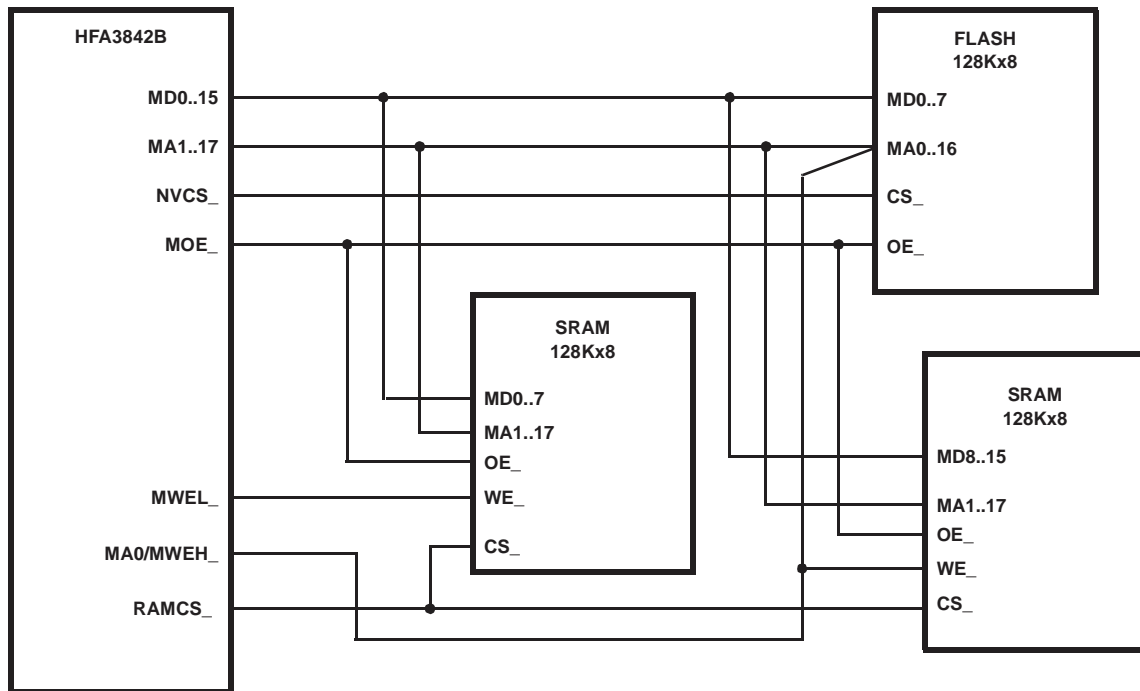 HFA3842B
MD0..15
MA1..17
NVCS_
MOE_
MWEL_
MA0/MWEH_
RAMCS_
FLASH
128Kx8
MD0..7
MA0..16
CS_
OE_
SRAM
128Kx8
MD0..7
MA1..17
OE_
WE_
CS_
SRAM
128Kx8
MD8..15
MA1..17
OE_
WE_
CS_